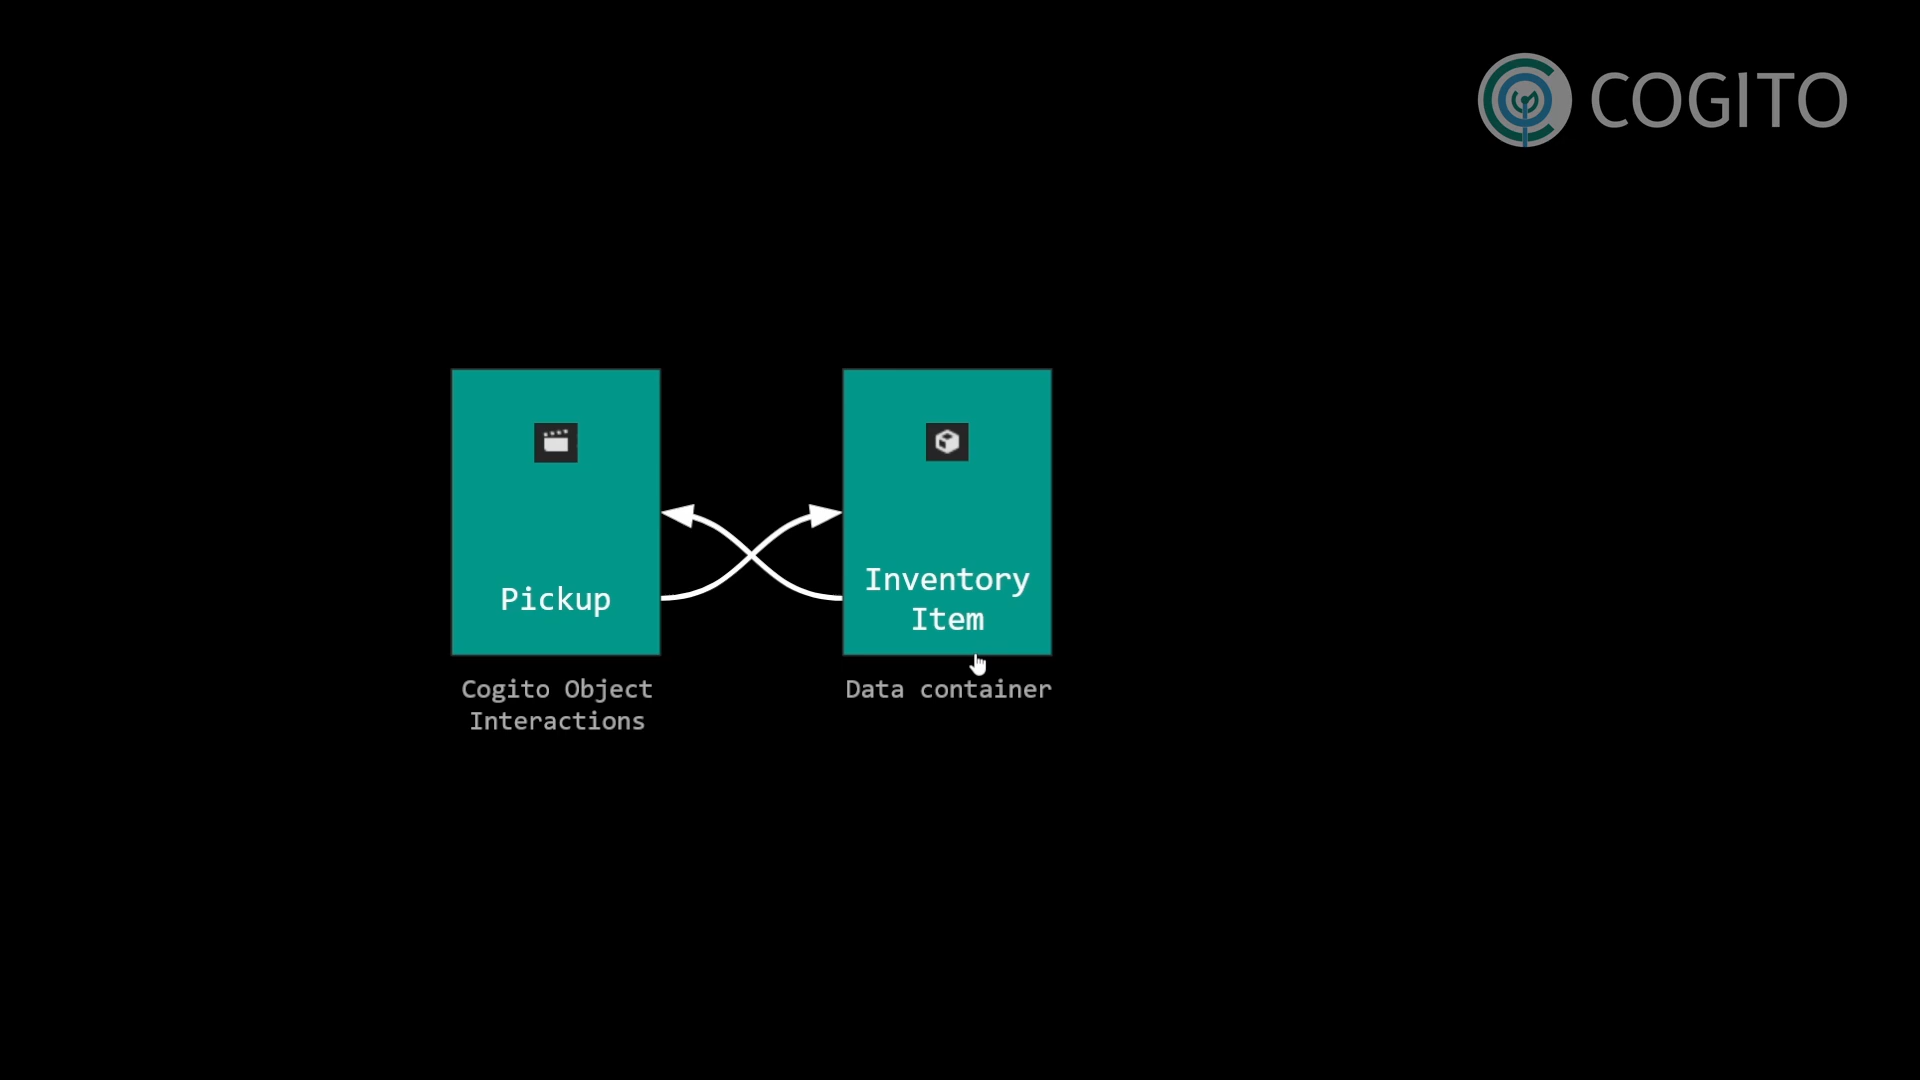 COGITO
Pickup
Inventory
Item
Cogito Object
Interactions
Data container